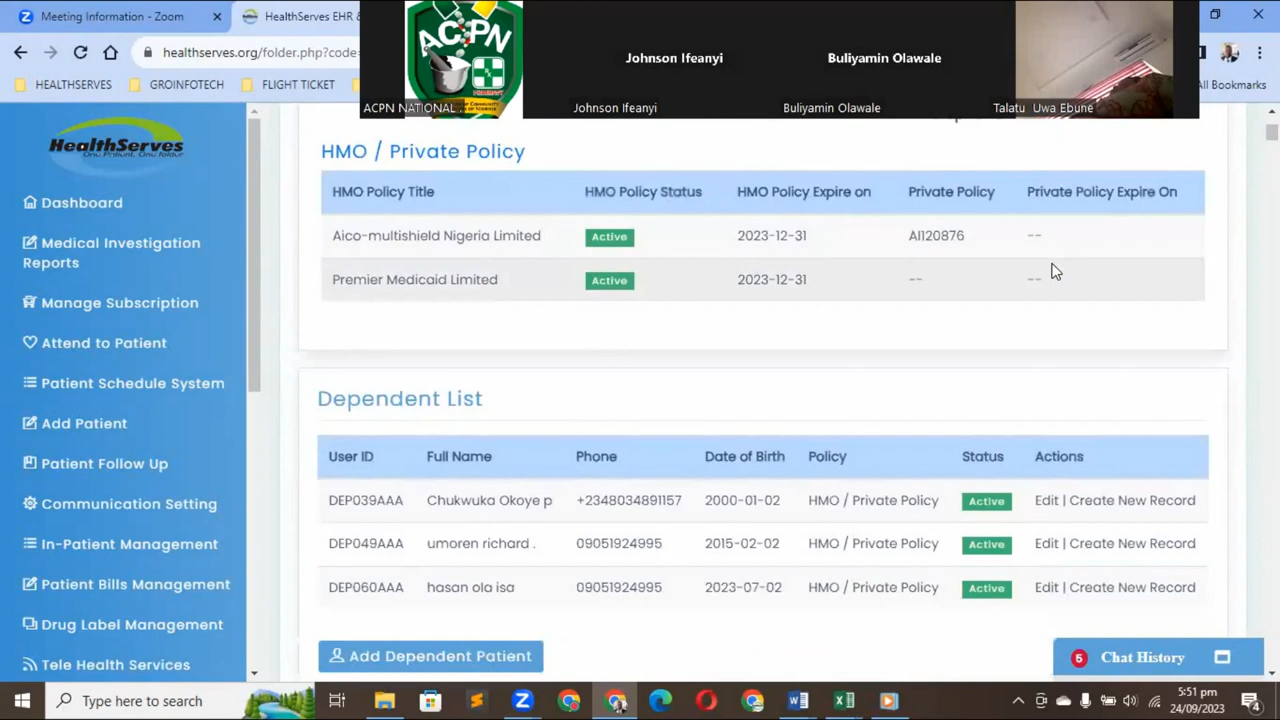 Meeting Information - Zoom
HealthServes EHR &
healthserves.org/folder.php?code=
HEALTHSERVES
GROINFOTECH
FLIGHT TICKET
All Bookmarks
ACPN
ACPN NATIONAL
Johnson Ifeanyi
Johnson Ifeanyi
Buliyamin Olawale
Buliyamin Olawale
Talatu Uwa Ebune
HealthServes
One Patient, One folder
Dashboard
Medical Investigation
Reports
Manage Subscription
Attend to Patient
Patient Schedule System
Add Patient
Patient Follow Up
Communication Setting
In-Patient Management
Patient Bills Management
Drug Label Management
Tele Health Services
HMO / Private Policy
HMO Policy Title HMO Policy Status HMO Policy Expire on Private Policy Private Policy Expire On
Aico-multishield Nigeria Limited Active 2023-12-31 AI120876 --
Premier Medicaid Limited Active 2023-12-31 -- --
Dependent List
User ID Full Name Phone Date of Birth Policy Status Actions
DEP039AAA Chukwuka Okoye p +2348034891157 2000-01-02 HMO / Private Policy Active Edit | Create New Record
DEP049AAA umoren richard . 09051924995 2015-02-02 HMO / Private Policy Active Edit | Create New Record
DEP060AAA hasan ola isa 09051924995 2023-07-02 HMO / Private Policy Active Edit | Create New Record
Add Dependent Patient
5 Chat History
Type here to search
5:51 pm
24/09/2023
4